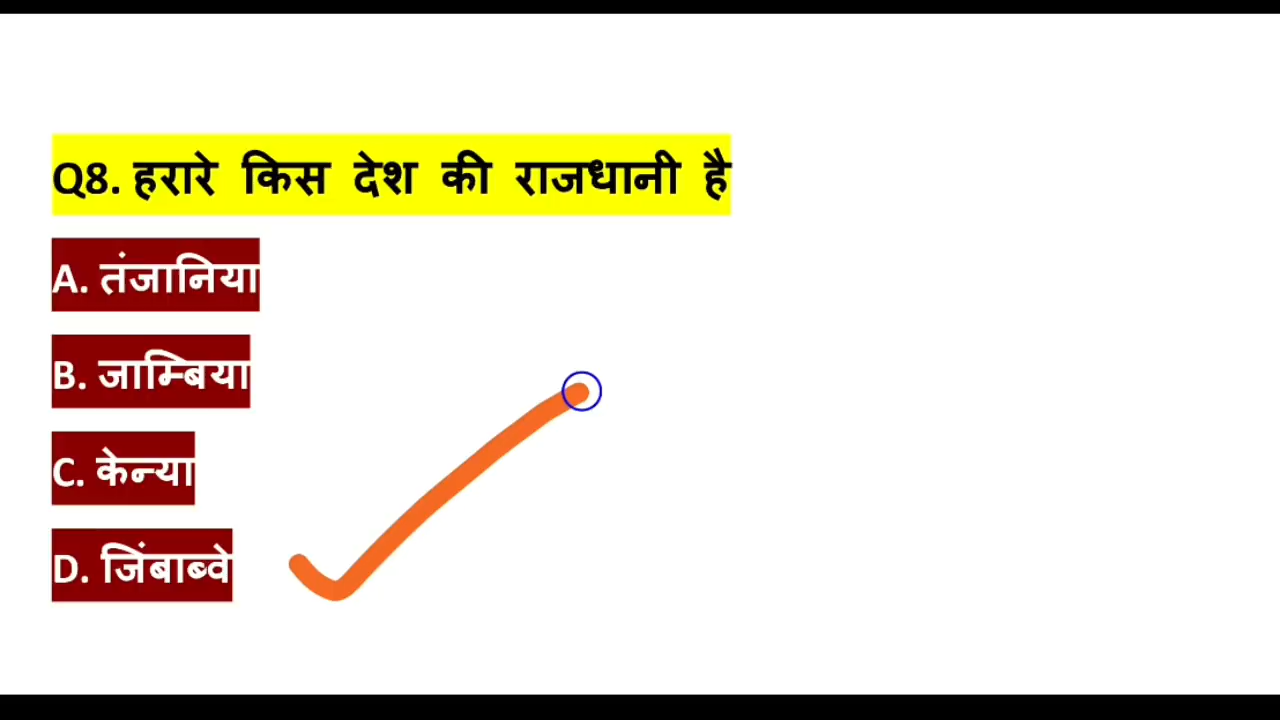 Q8. हरारे किस देश की राजधानी है
A. तंजानिया
B. जाम्बिया
C. केन्या
D. जिंबाब्वे